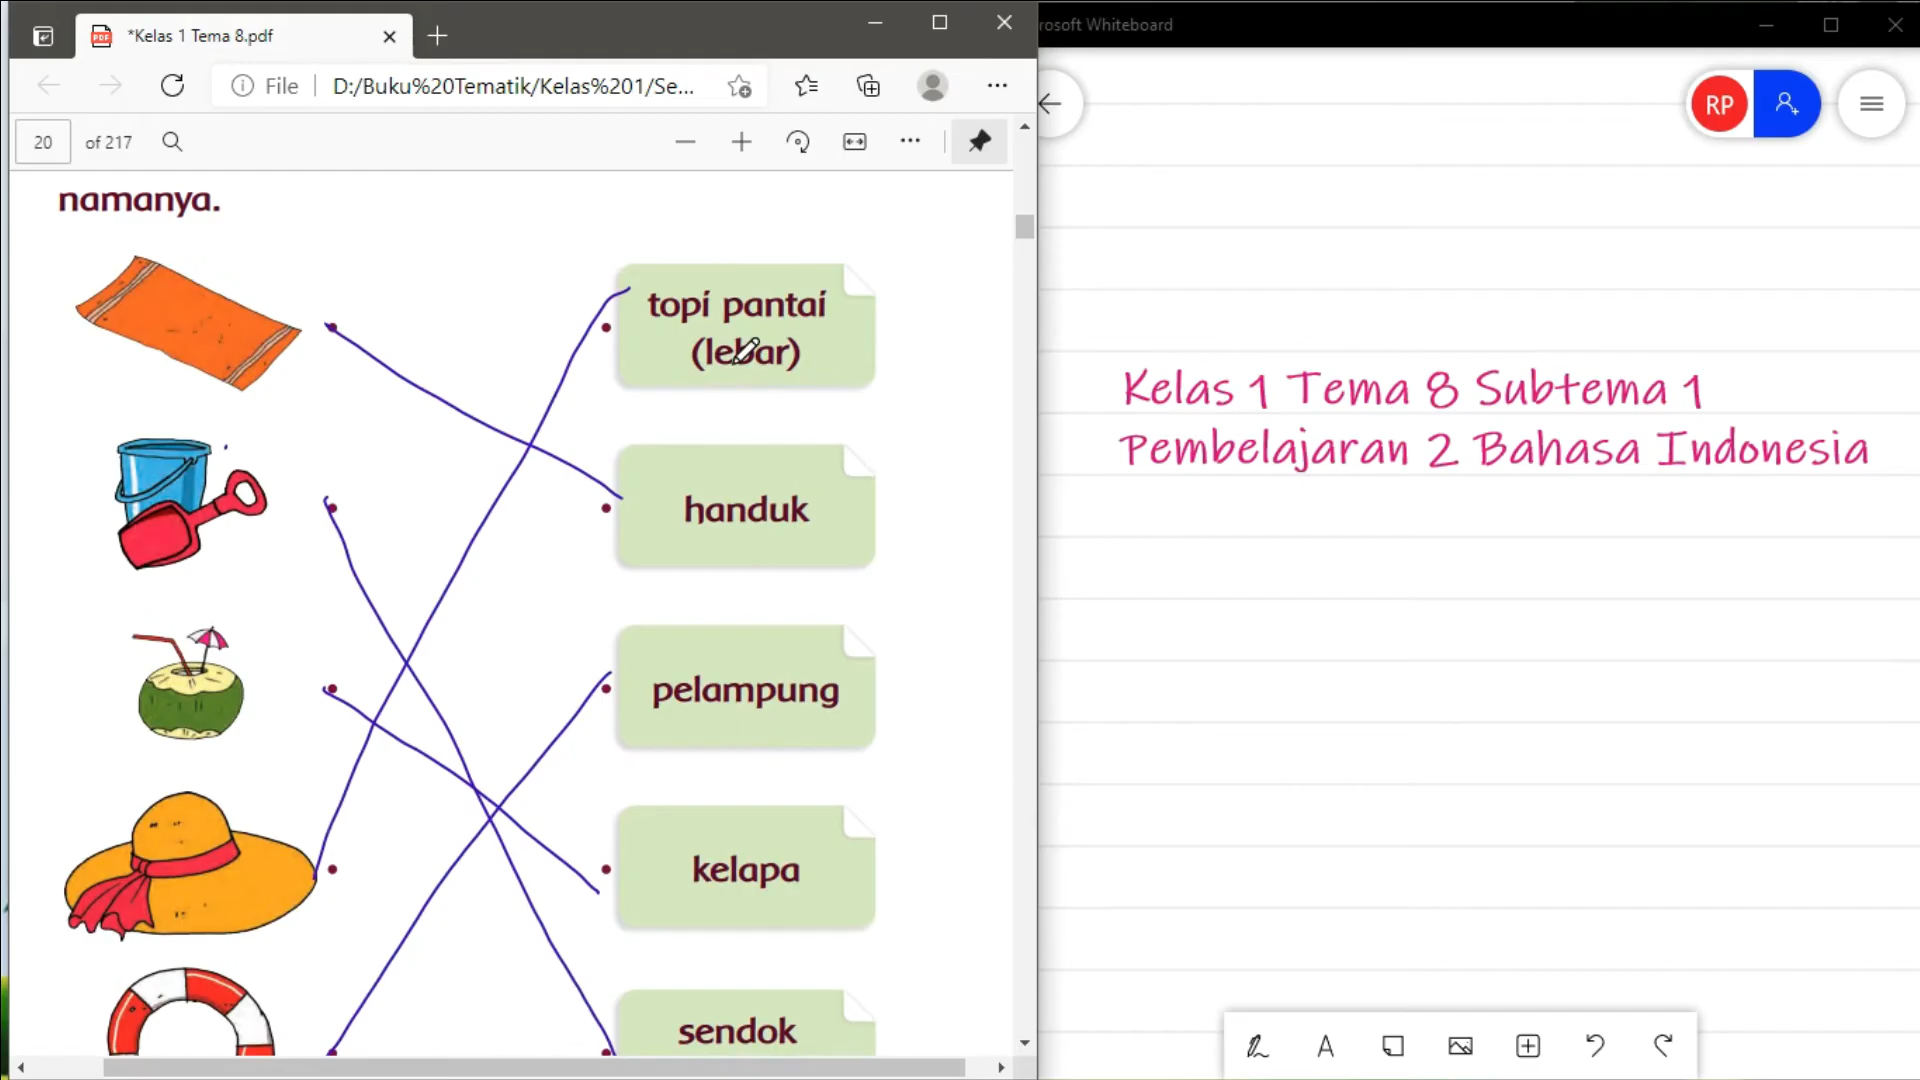 *Kelas 1 Tema 8.pdf
rosoft Whiteboard
File
D:/Buku%20Tematik/Kelas%201/Se...
20 of 217
RP
namanya.
topi pantai
(lebar)
handuk
pelampung
kelapa
sendok
Kelas 1 Tema 8 Subtema 1
Pembelajaran 2 Bahasa Indonesia